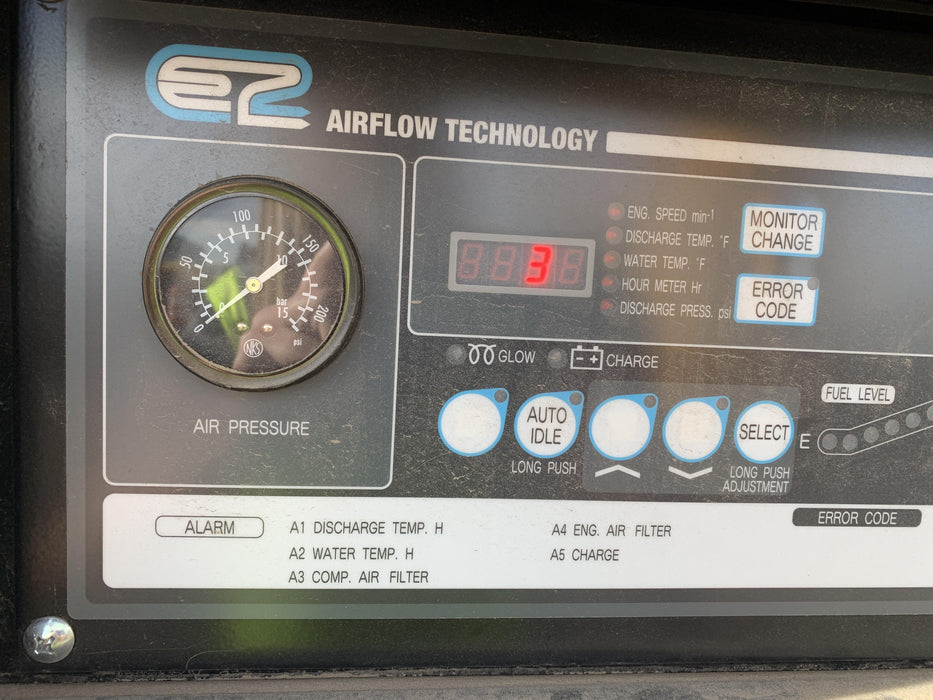 e2 AIRFLOW TECHNOLOGY
0 50 100 150 200 psi
0 5 10 15 bar
NKS
AIR PRESSURE
3
ENG. SPEED min-1
DISCHARGE TEMP. °F
WATER TEMP. °F
HOUR METER Hr
DISCHARGE PRESS. psi
MONITOR
CHANGE
ERROR
CODE
GLOW
- +
CHARGE
AUTO
IDLE
LONG PUSH
SELECT
LONG PUSH
ADJUSTMENT
FUEL LEVEL
E
ALARM
A1 DISCHARGE TEMP. H
A2 WATER TEMP. H
A3 COMP. AIR FILTER
A4 ENG. AIR FILTER
A5 CHARGE
ERROR CODE